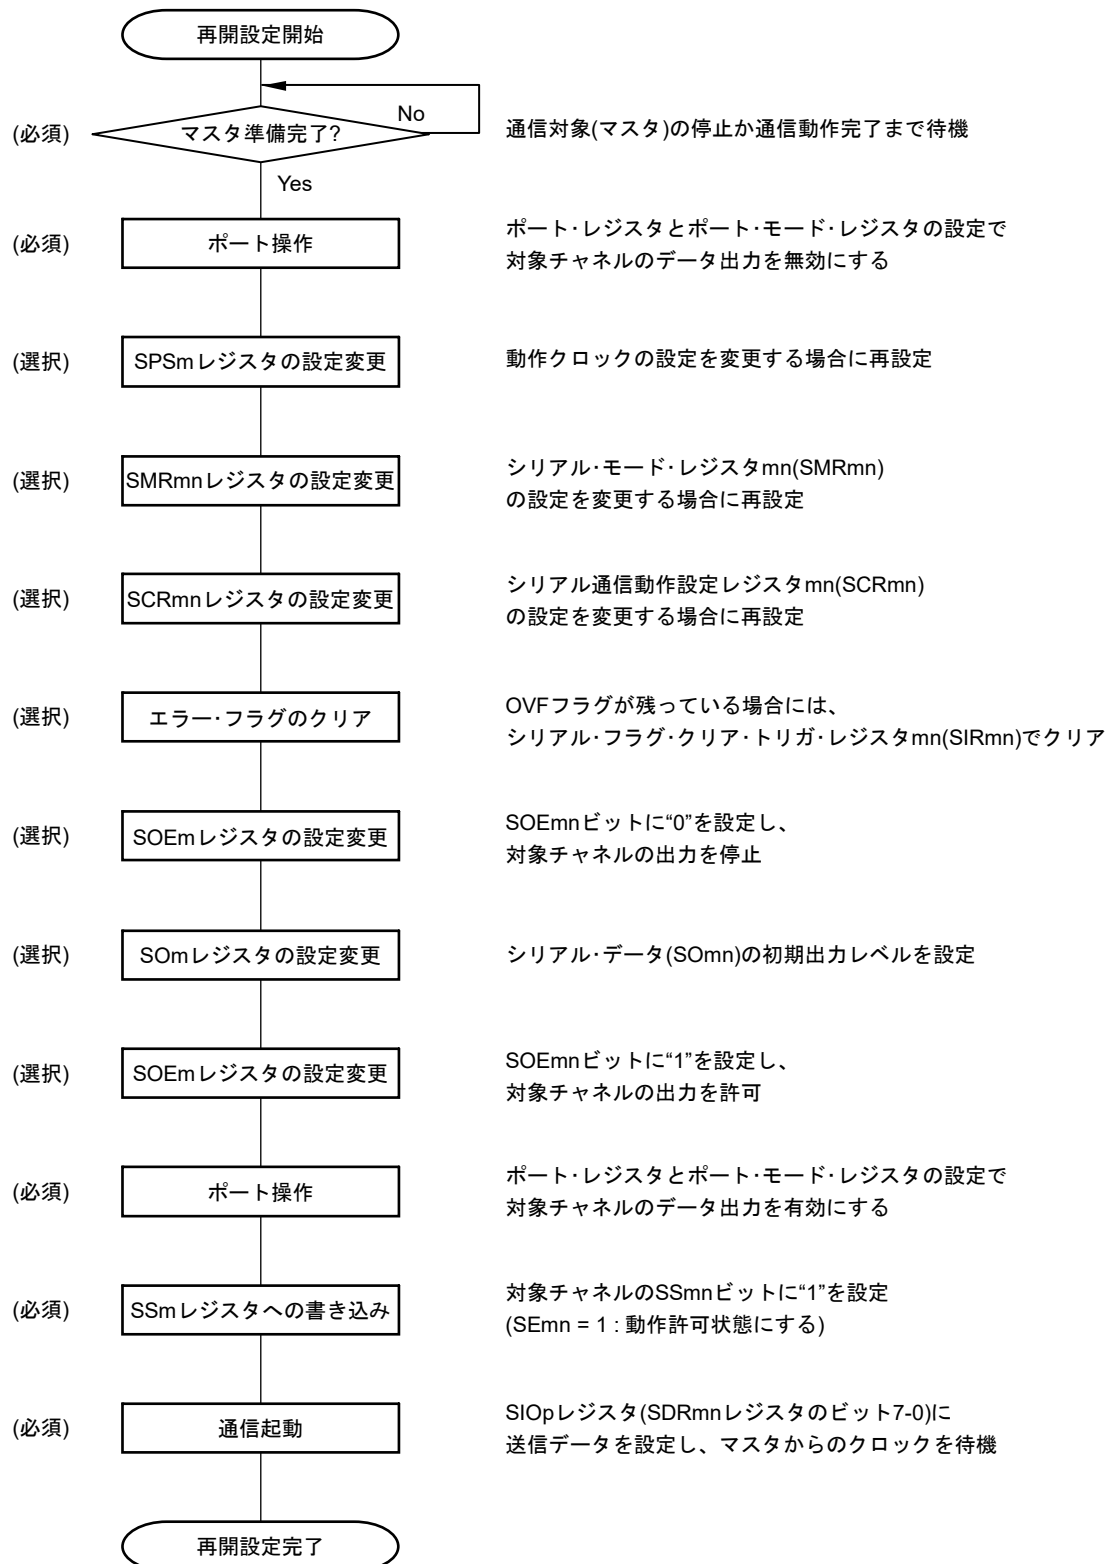 再開設定開始
No
(必須)
マスタ準備完了?
通信対象(マスタ)の停止か通信動作完了まで待機
Yes
(必須)
ポート操作
ポート･レジスタとポート･モード･レジスタの設定で
対象チャネルのデータ出力を無効にする
(選択)
SPSmレジスタの設定変更
動作クロックの設定を変更する場合に再設定
(選択)
SMRmnレジスタの設定変更
シリアル･モード･レジスタmn(SMRmn)
の設定を変更する場合に再設定
(選択)
SCRmnレジスタの設定変更
シリアル通信動作設定レジスタmn(SCRmn)
の設定を変更する場合に再設定
(選択)
エラー･フラグのクリア
OVFフラグが残っている場合には、
シリアル･フラグ･クリア･トリガ･レジスタmn(SIRmn)でクリア
(選択)
SOEmレジスタの設定変更
SOEmnビットに“0”を設定し、
対象チャネルの出力を停止
(選択)
SOmレジスタの設定変更
シリアル･データ(SOmn)の初期出力レベルを設定
(選択)
SOEmレジスタの設定変更
SOEmnビットに“1”を設定し、
対象チャネルの出力を許可
(必須)
ポート操作
ポート･レジスタとポート･モード･レジスタの設定で
対象チャネルのデータ出力を有効にする
(必須)
SSmレジスタへの書き込み
対象チャネルのSSmnビットに“1”を設定
(SEmn = 1 : 動作許可状態にする)
(必須)
通信起動
SIOpレジスタ(SDRmnレジスタのビット7-0)に
送信データを設定し、マスタからのクロックを待機
再開設定完了